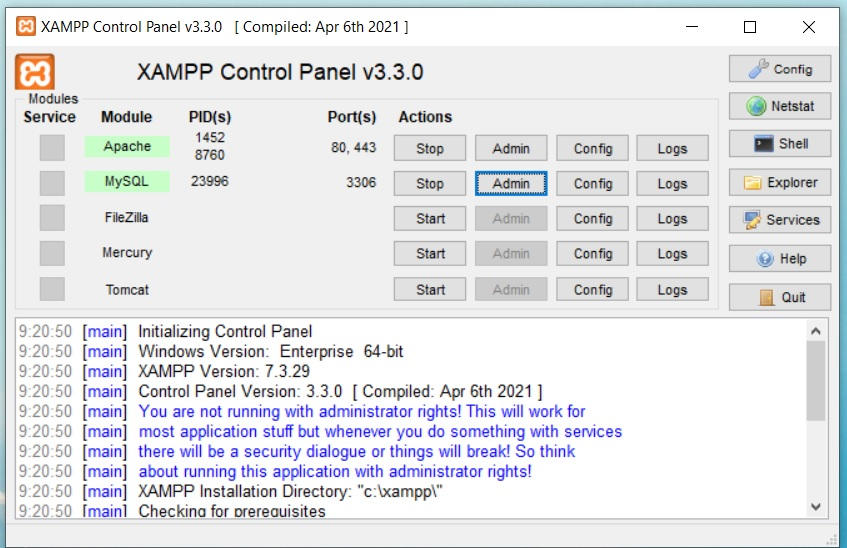 XAMPP Control Panel v3.3.0 [ Compiled: Apr 6th 2021 ]
XAMPP Control Panel v3.3.0
Config
Modules
Service Module PID(s) Port(s) Actions
Netstat
Apache 1452 8760 80, 443 Stop Admin Config Logs
Shell
MySQL 23996 3306 Stop Admin Config Logs
Explorer
FileZilla Start Admin Config Logs
Services
Mercury Start Admin Config Logs
Help
Tomcat Start Admin Config Logs
Quit
9:20:50 [main] Initializing Control Panel
9:20:50 [main] Windows Version: Enterprise 64-bit
9:20:50 [main] XAMPP Version: 7.3.29
9:20:50 [main] Control Panel Version: 3.3.0 [ Compiled: Apr 6th 2021 ]
9:20:50 [main] You are not running with administrator rights! This will work for
9:20:50 [main] most application stuff but whenever you do something with services
9:20:50 [main] there will be a security dialogue or things will break! So think
9:20:50 [main] about running this application with administrator rights!
9:20:50 [main] XAMPP Installation Directory: "c:\xampp\"
9:20:50 [main] Checking for prerequisites